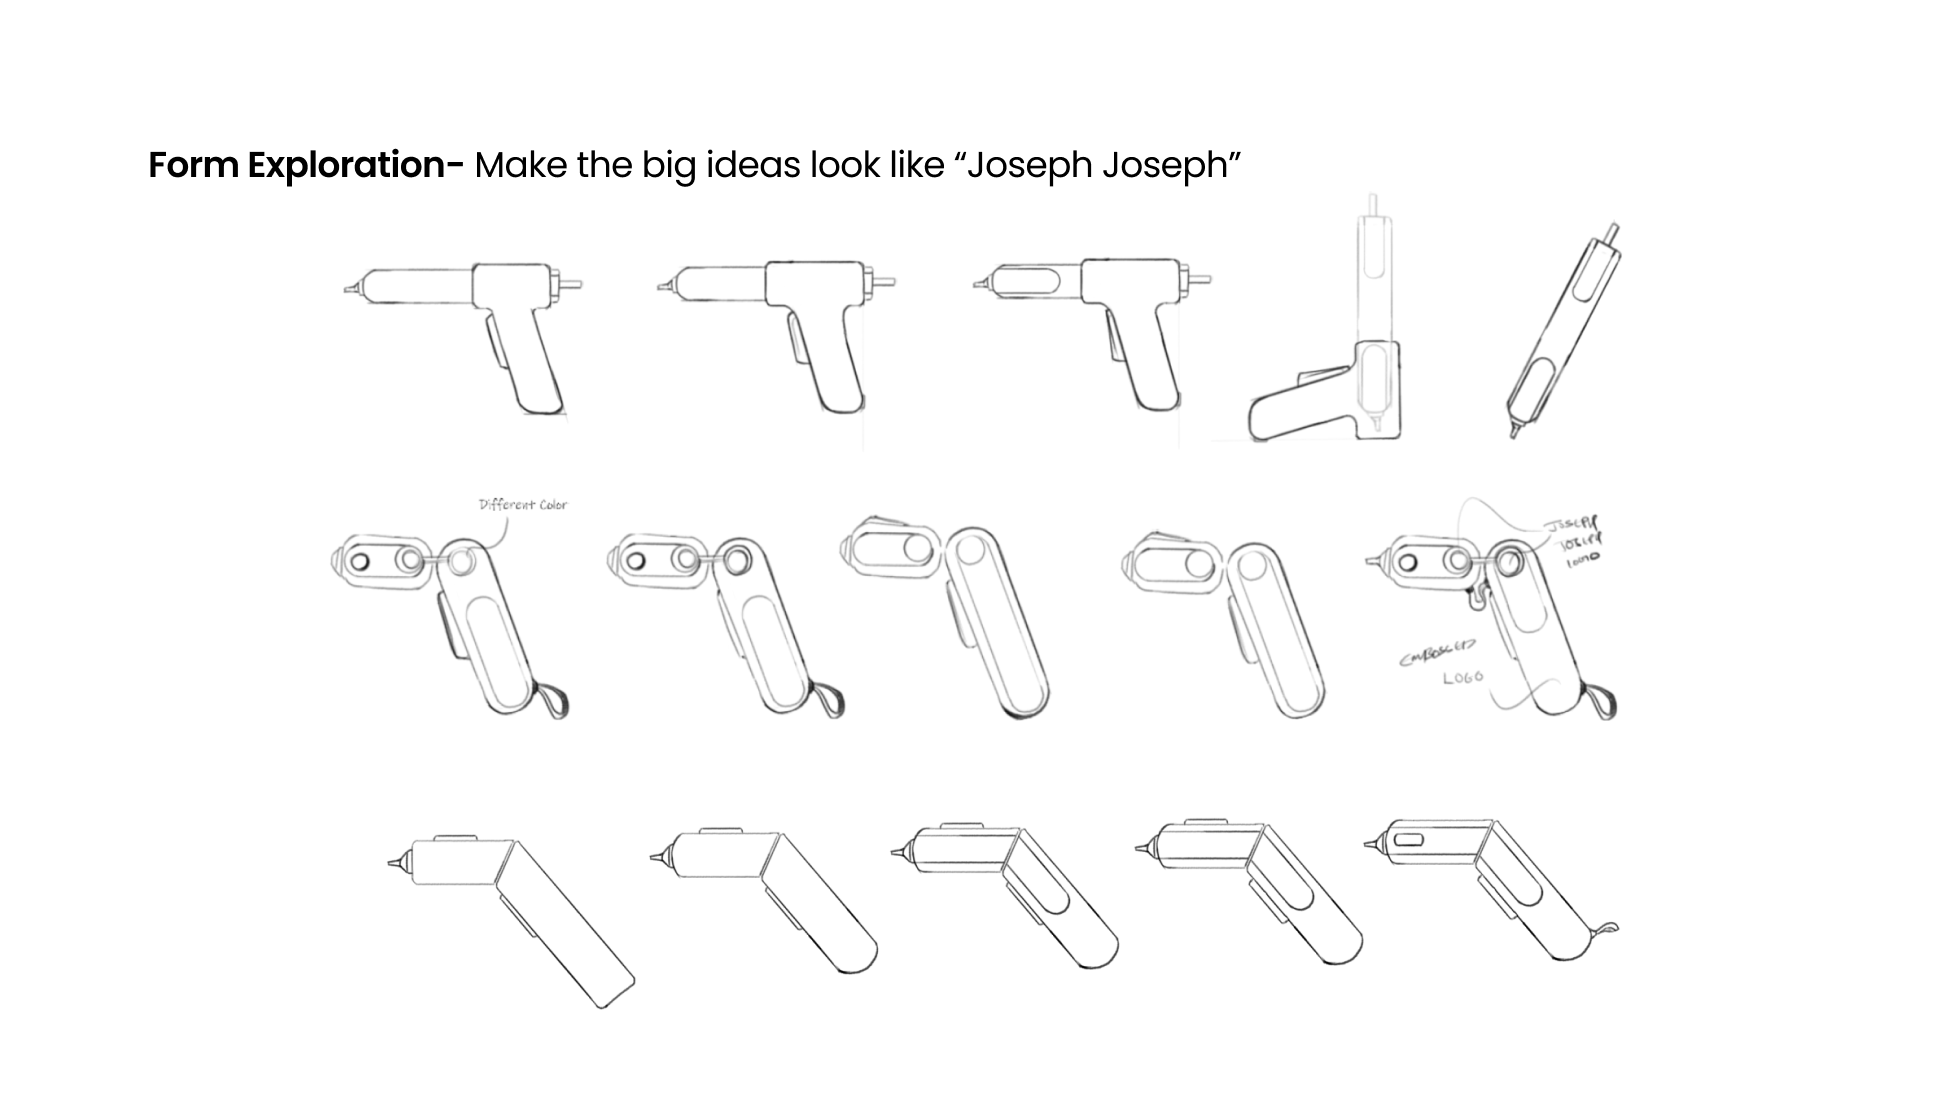 Form Exploration- Make the big ideas look like “Joseph Joseph”
Different Color
JOSEPH
JOSEPH
LOGO
EMBOSSED
LOGO